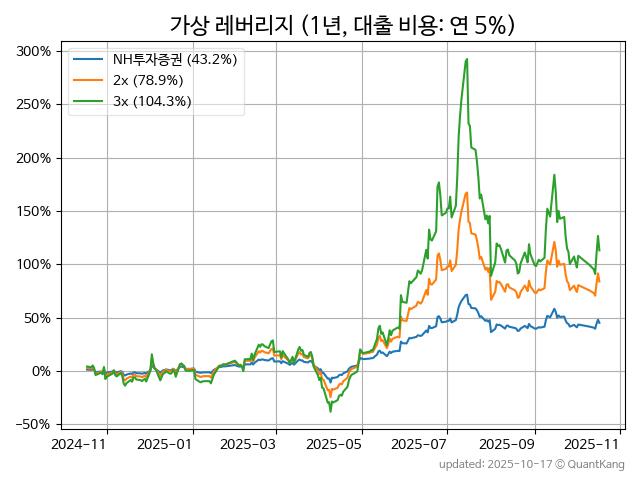 가상 레버리지 (1년, 대출 비용: 연 5%)
NH투자증권 (43.2%)
2x (78.9%)
3x (104.3%)
300%
250%
200%
150%
100%
50%
0%
−50%
2024-11 2025-01 2025-03 2025-05 2025-07 2025-09 2025-11
updated: 2025-10-17 © QuantKang